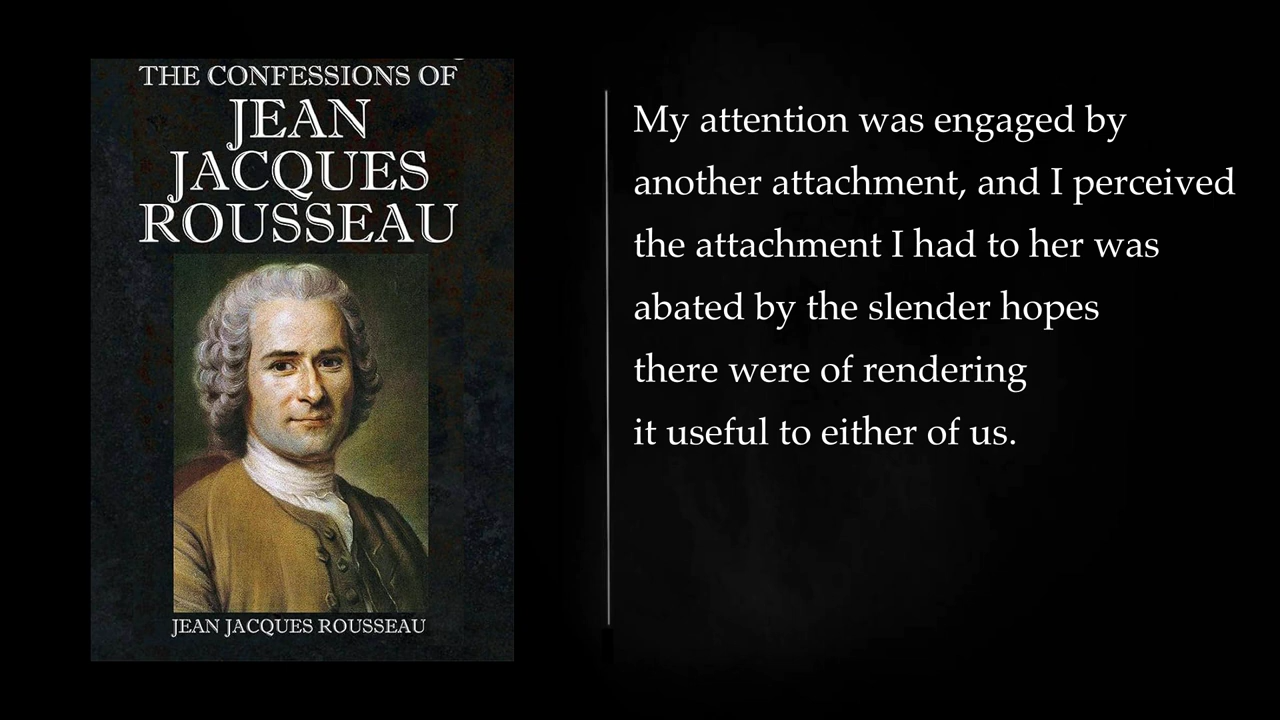 THE CONFESSIONS OF
JEAN
JACQUES
ROUSSEAU
JEAN JACQUES ROUSSEAU
My attention was engaged by
another attachment, and I perceived
the attachment I had to her was
abated by the slender hopes
there were of rendering
it useful to either of us.